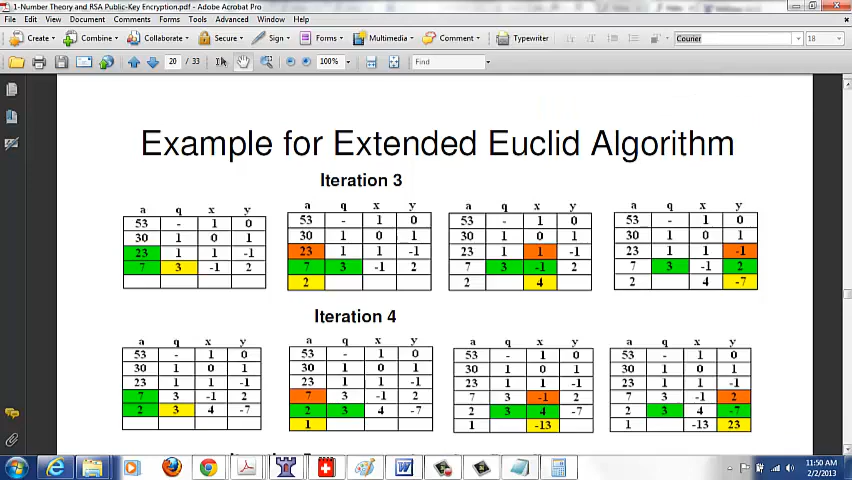 1-Number Theory and RSA Public-Key Encryption.pdf - Adobe Acrobat Pro
File Edit View Document Comments Forms Tools Advanced Window Help
Create Combine Collaborate Secure Sign Forms Multimedia Comment Typewriter Courier 18
20 / 33 100% Find
Example for Extended Euclid Algorithm
Iteration 3
a q x y a q x y a q x y a q x y
53 - 1 0 53 - 1 0 53 - 1 0 53 - 1 0
30 1 0 1 30 1 0 1 30 1 0 1 30 1 0 1
23 1 1 -1 23 1 1 -1 23 1 1 -1 23 1 1 -1
7 3 -1 2 7 3 -1 2 7 3 -1 2 7 3 -1 2
2 2 4 2 4 -7
Iteration 4
a q x y a q x y a q x y a q x y
53 - 1 0 53 - 1 0 53 - 1 0 53 - 1 0
30 1 0 1 30 1 0 1 30 1 0 1 30 1 0 1
23 1 1 -1 23 1 1 -1 23 1 1 -1 23 1 1 -1
7 3 -1 2 7 3 -1 2 7 3 -1 2 7 3 -1 2
2 3 4 -7 2 3 4 -7 2 3 4 -7 2 3 4 -7
1 1 -13 1 -13 23
11:50 AM
2/2/2013